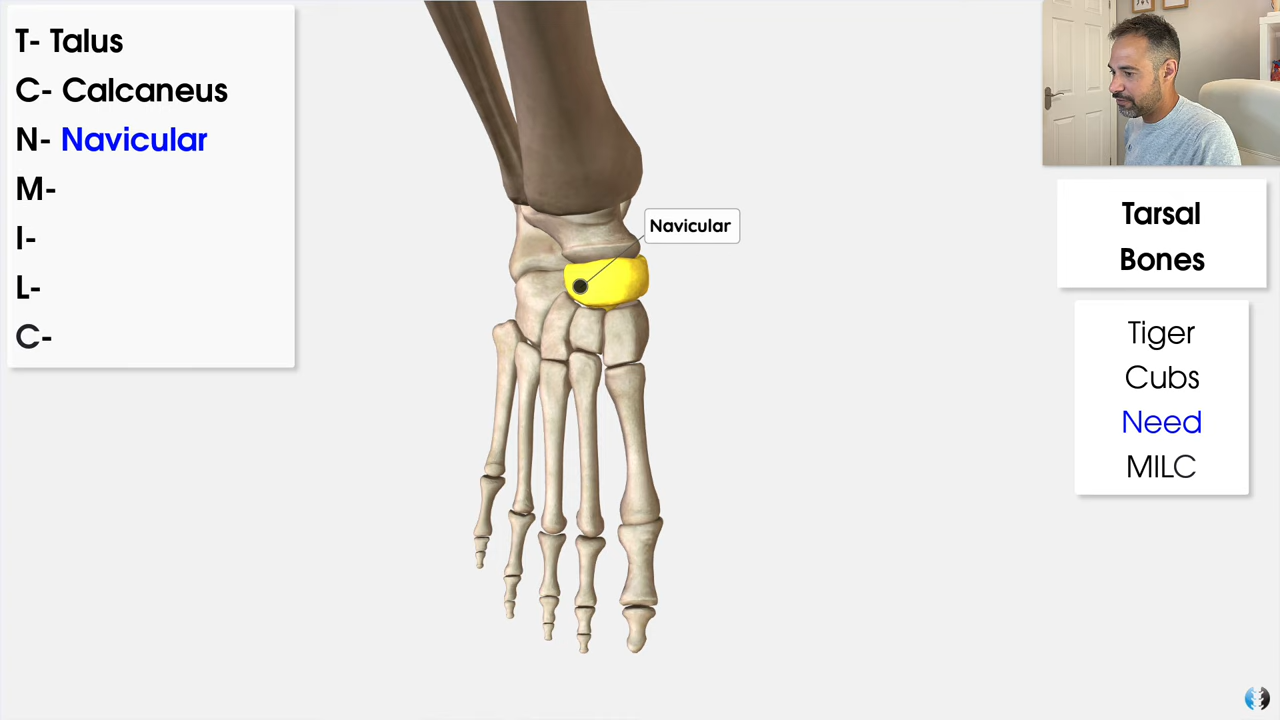 T- Talus
C- Calcaneus
N- Navicular
M-
I-
L-
C-
Navicular
Tarsal
Bones
Tiger
Cubs
Need
MILC